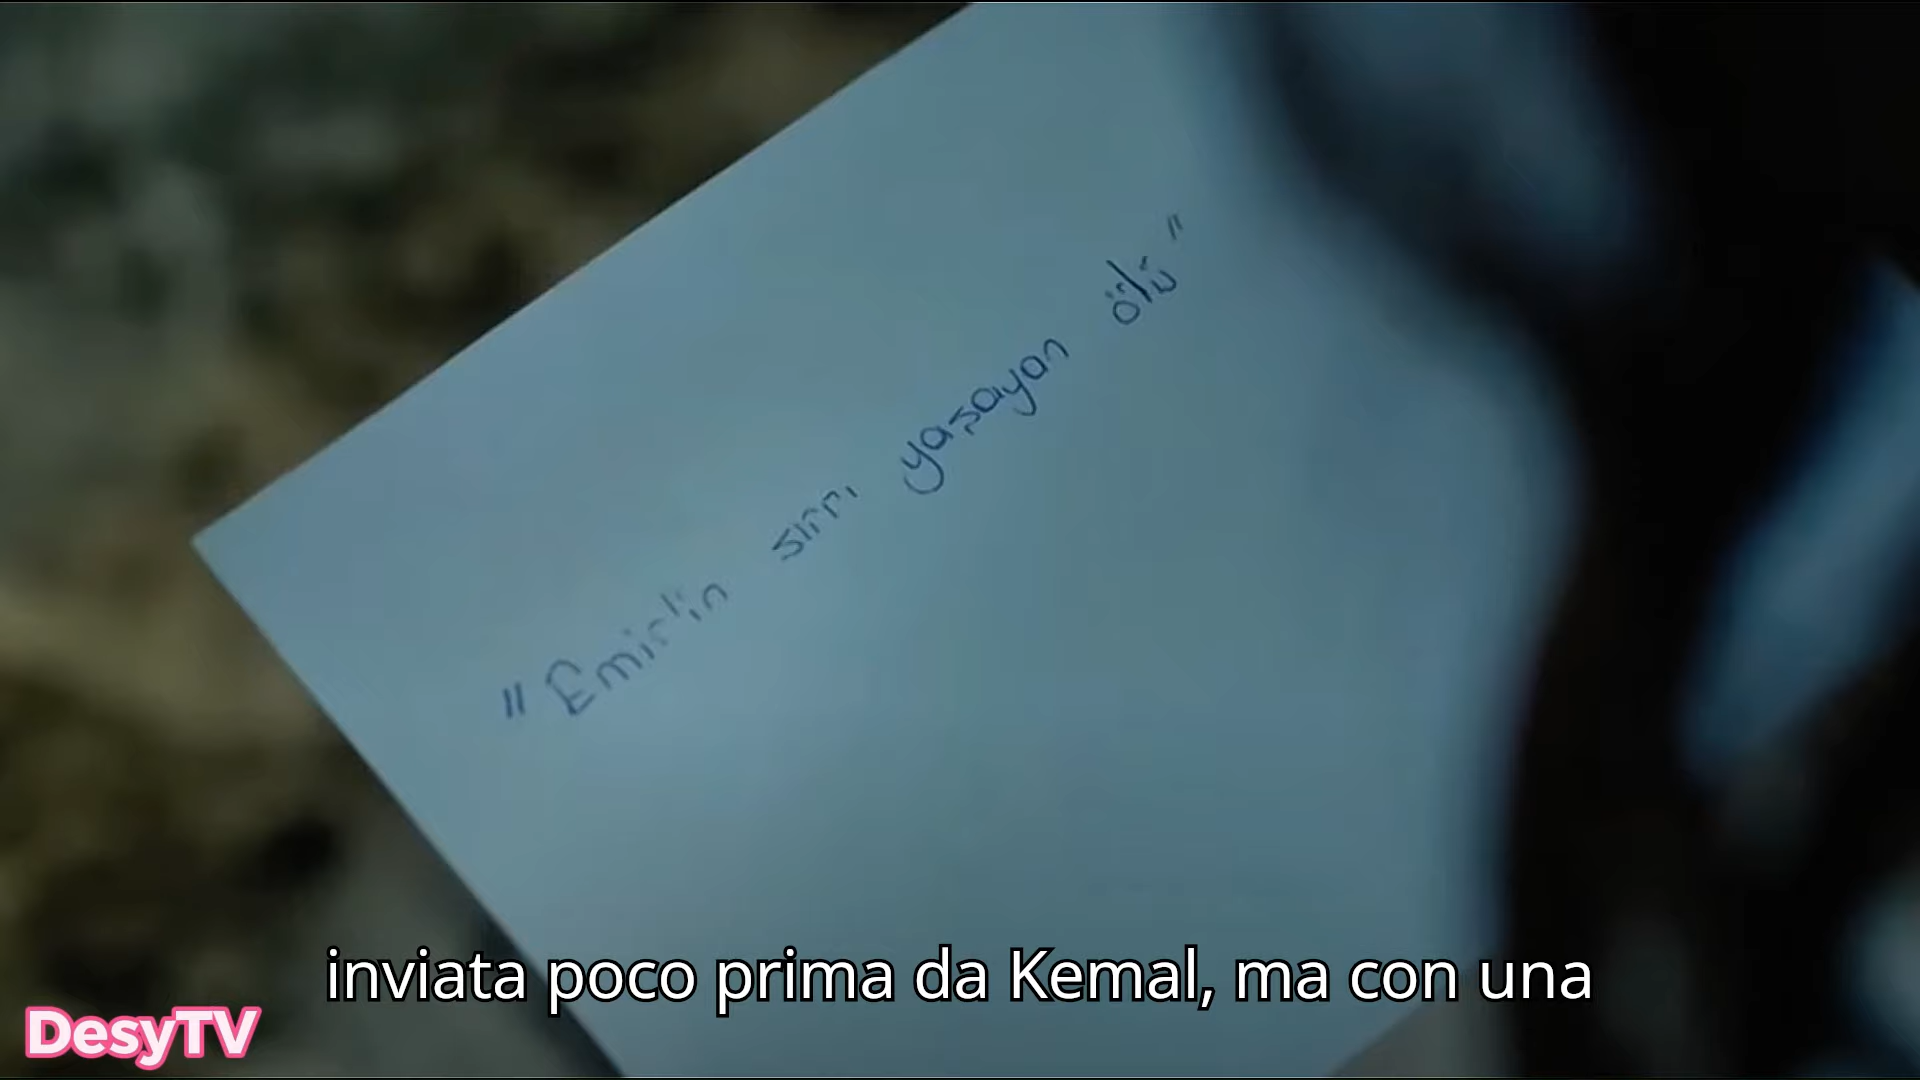 "Emir'in sırrı yaşayan ölü"
inviata poco prima da Kemal, ma con una
DesyTV